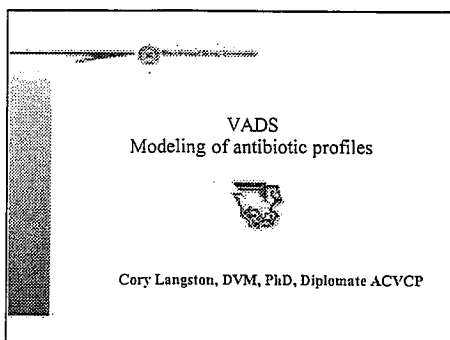 VADS
Modeling of antibiotic profiles
Cory Langston, DVM, PhD, Diplomate ACVCP